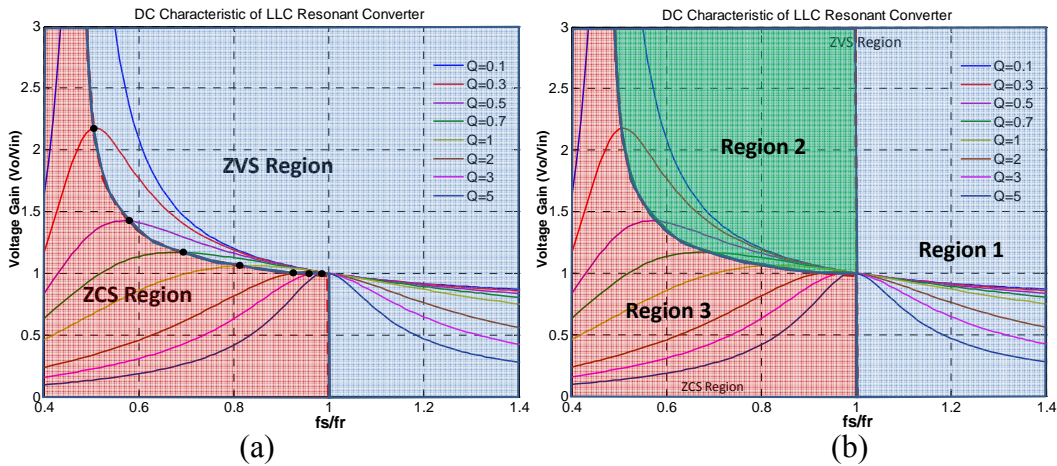 DC Characteristic of LLC Resonant Converter
3
2.5
2
1.5
1
0.5
0
Voltage Gain (Vo/Vin)
Q=0.1
Q=0.3
Q=0.5
Q=0.7
Q=1
Q=2
Q=3
Q=5
ZVS Region
ZCS Region
0.4 0.6 0.8 1 1.2 1.4
fs/fr
(a)
DC Characteristic of LLC Resonant Converter
3
2.5
2
1.5
1
0.5
0
Voltage Gain (Vo/Vin)
ZVS Region
Q=0.1
Q=0.3
Q=0.5
Q=0.7
Q=1
Q=2
Q=3
Q=5
Region 2
Region 1
Region 3
ZCS Region
0.4 0.6 0.8 1 1.2 1.4
fs/fr
(b)